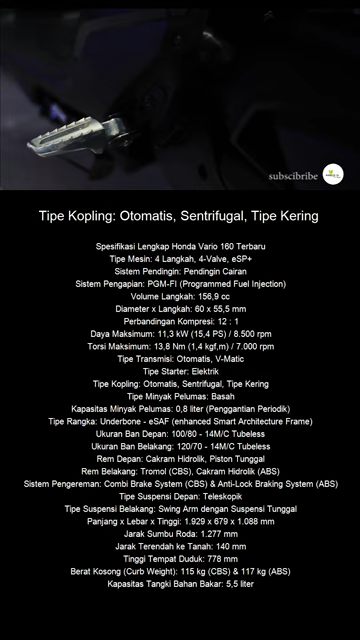 subscibribe
Tipe Kopling: Otomatis, Sentrifugal, Tipe Kering
Spesifikasi Lengkap Honda Vario 160 Terbaru
Tipe Mesin: 4 Langkah, 4-Valve, eSP+
Sistem Pendingin: Pendingin Cairan
Sistem Pengapian: PGM-FI (Programmed Fuel Injection)
Volume Langkah: 156,9 cc
Diameter x Langkah: 60 x 55,5 mm
Perbandingan Kompresi: 12 : 1
Daya Maksimum: 11,3 kW (15,4 PS) / 8.500 rpm
Torsi Maksimum: 13,8 Nm (1,4 kgf,m) / 7.000 rpm
Tipe Transmisi: Otomatis, V-Matic
Tipe Starter: Elektrik
Tipe Kopling: Otomatis, Sentrifugal, Tipe Kering
Tipe Minyak Pelumas: Basah
Kapasitas Minyak Pelumas: 0,8 liter (Penggantian Periodik)
Tipe Rangka: Underbone - eSAF (enhanced Smart Architecture Frame)
Ukuran Ban Depan: 100/80 - 14M/C Tubeless
Ukuran Ban Belakang: 120/70 - 14M/C Tubeless
Rem Depan: Cakram Hidrolik, Piston Tunggal
Rem Belakang: Tromol (CBS), Cakram Hidrolik (ABS)
Sistem Pengereman: Combi Brake System (CBS) & Anti-Lock Braking System (ABS)
Tipe Suspensi Depan: Teleskopik
Tipe Suspensi Belakang: Swing Arm dengan Suspensi Tunggal
Panjang x Lebar x Tinggi: 1.929 x 679 x 1.088 mm
Jarak Sumbu Roda: 1.277 mm
Jarak Terendah ke Tanah: 140 mm
Tinggi Tempat Duduk: 778 mm
Berat Kosong (Curb Weight): 115 kg (CBS) & 117 kg (ABS)
Kapasitas Tangki Bahan Bakar: 5,5 liter